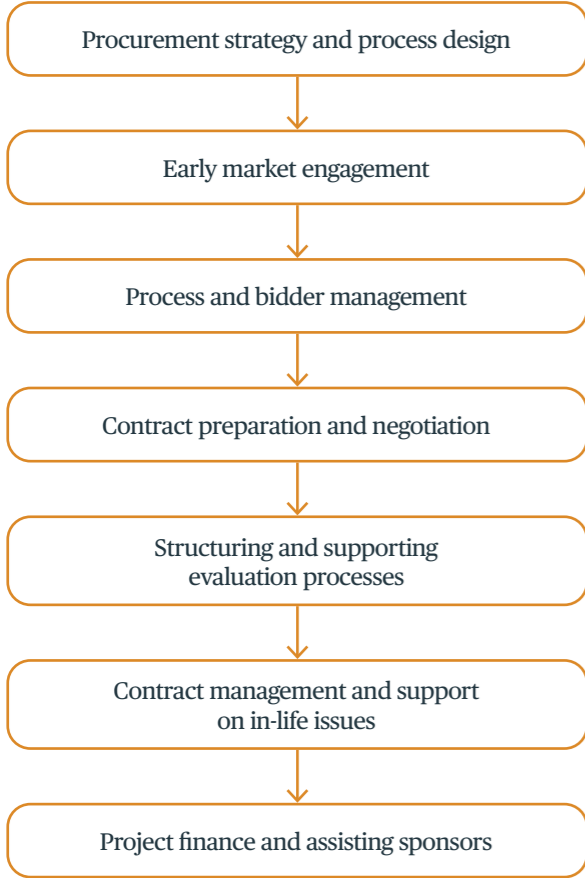 Procurement strategy and process design
Early market engagement
Process and bidder management
Contract preparation and negotiation
Structuring and supporting
evaluation processes
Contract management and support
on in-life issues
Project finance and assisting sponsors